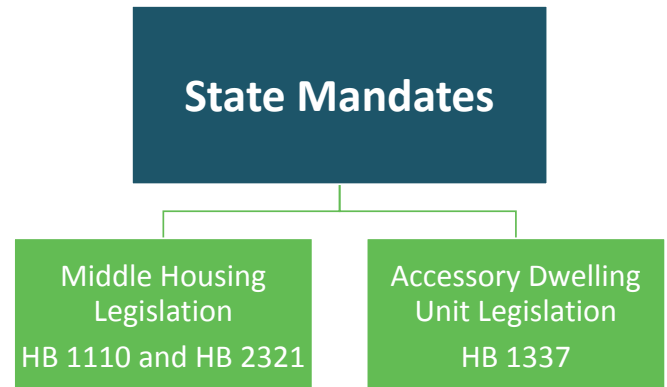 State Mandates
Middle Housing
Legislation
HB 1110 and HB 2321
Accessory Dwelling
Unit Legislation
HB 1337